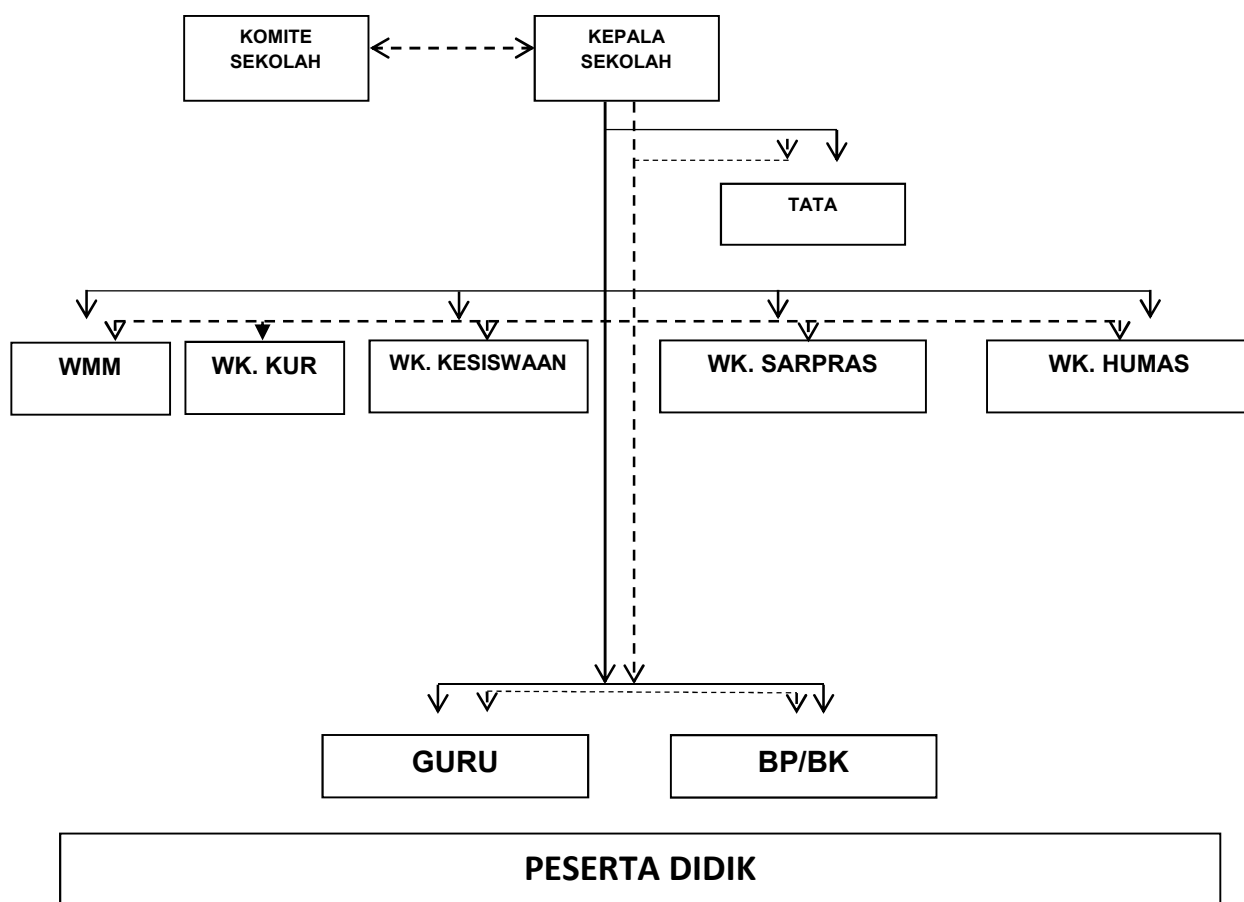 KOMITE
SEKOLAH
KEPALA
SEKOLAH
TATA
WMM
WK. KUR
WK. KESISWAAN
WK. SARPRAS
WK. HUMAS
GURU
BP/BK
PESERTA DIDIK